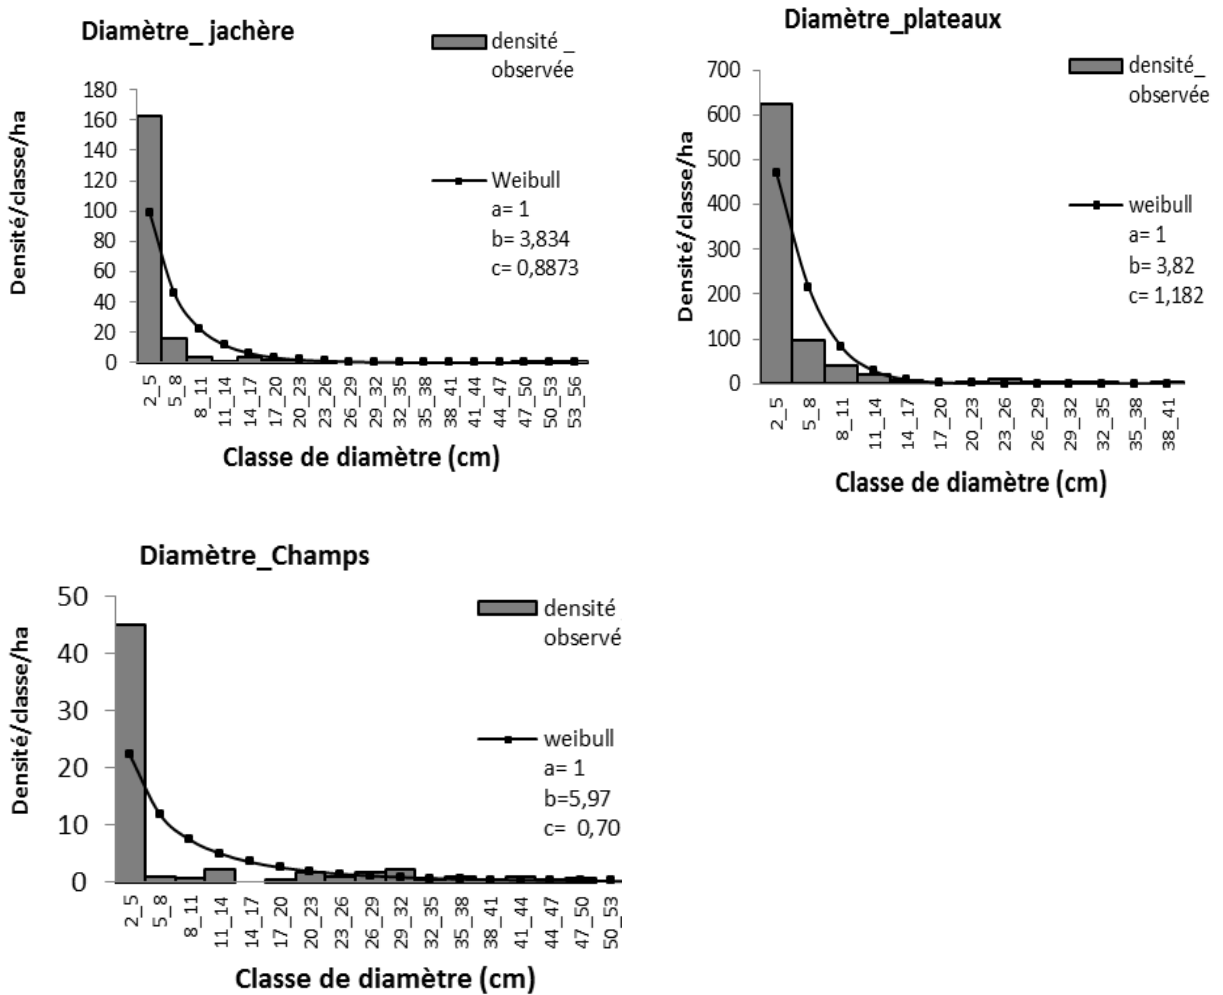 Diamètre_ jachère
densité _
observée
Densité/classe/ha
180
160
140
120
100
80
60
40
20
0
Weibull
a= 1
b= 3,834
c= 0,8873
2_5
5_8
8_11
11_14
14_17
17_20
20_23
23_26
26_29
29_32
32_35
35_38
38_41
41_44
44_47
47_50
50_53
53_56
Classe de diamètre (cm)
Diamètre_plateaux
densité_
observée
Densité/classe/ha
700
600
500
400
300
200
100
0
weibull
a= 1
b= 3,82
c= 1,182
2_5
5_8
8_11
11_14
14_17
17_20
20_23
23_26
26_29
29_32
32_35
35_38
38_41
Classe de diamètre (cm)
Diamètre_Champs
densité
observé
Densité/classe/ha
50
40
30
20
10
0
weibull
a= 1
b=5,97
c= 0,70
2_5
5_8
8_11
11_14
14_17
17_20
20_23
23_26
26_29
29_32
32_35
35_38
38_41
41_44
44_47
47_50
50_53
Classe de diamètre (cm)